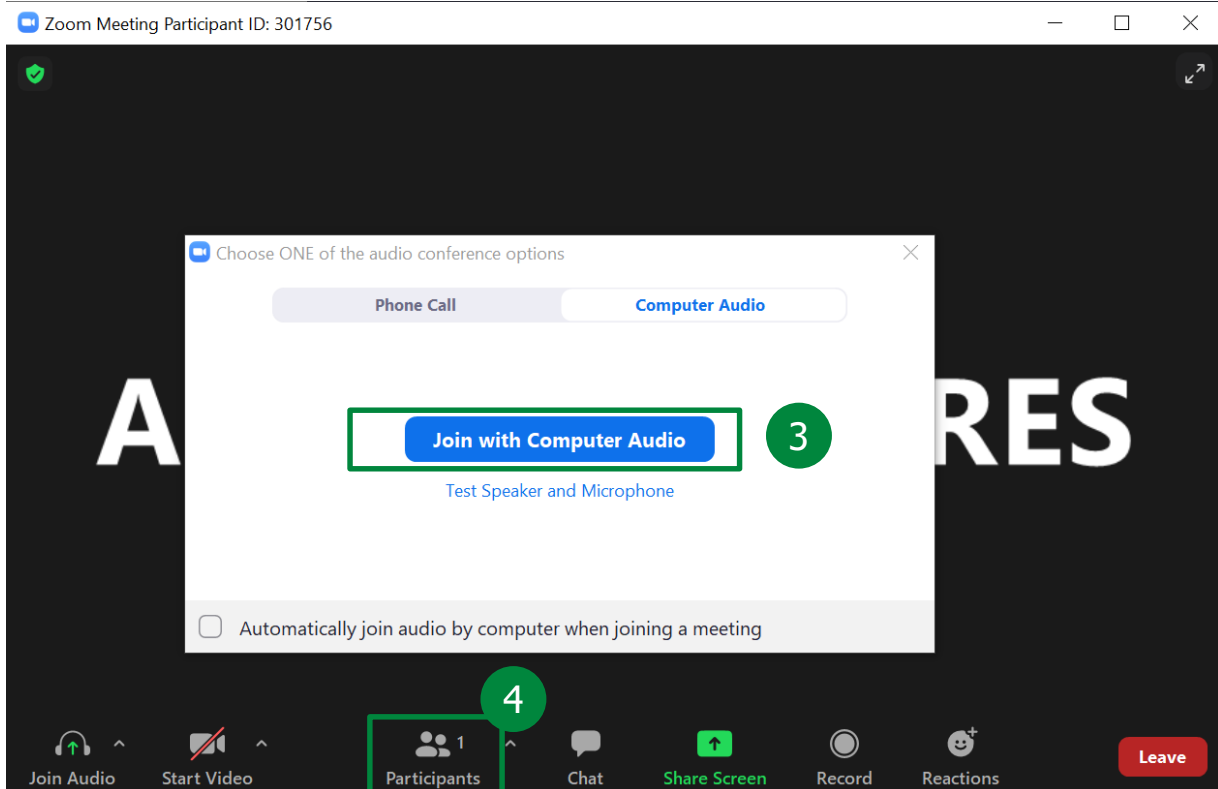 Zoom Meeting Participant ID: 301756
Choose ONE of the audio conference options
Phone Call
Computer Audio
A
RES
Join with Computer Audio
3
Test Speaker and Microphone
Automatically join audio by computer when joining a meeting
4
1
Join Audio
Start Video
Participants
Chat
Share Screen
Record
Reactions
Leave